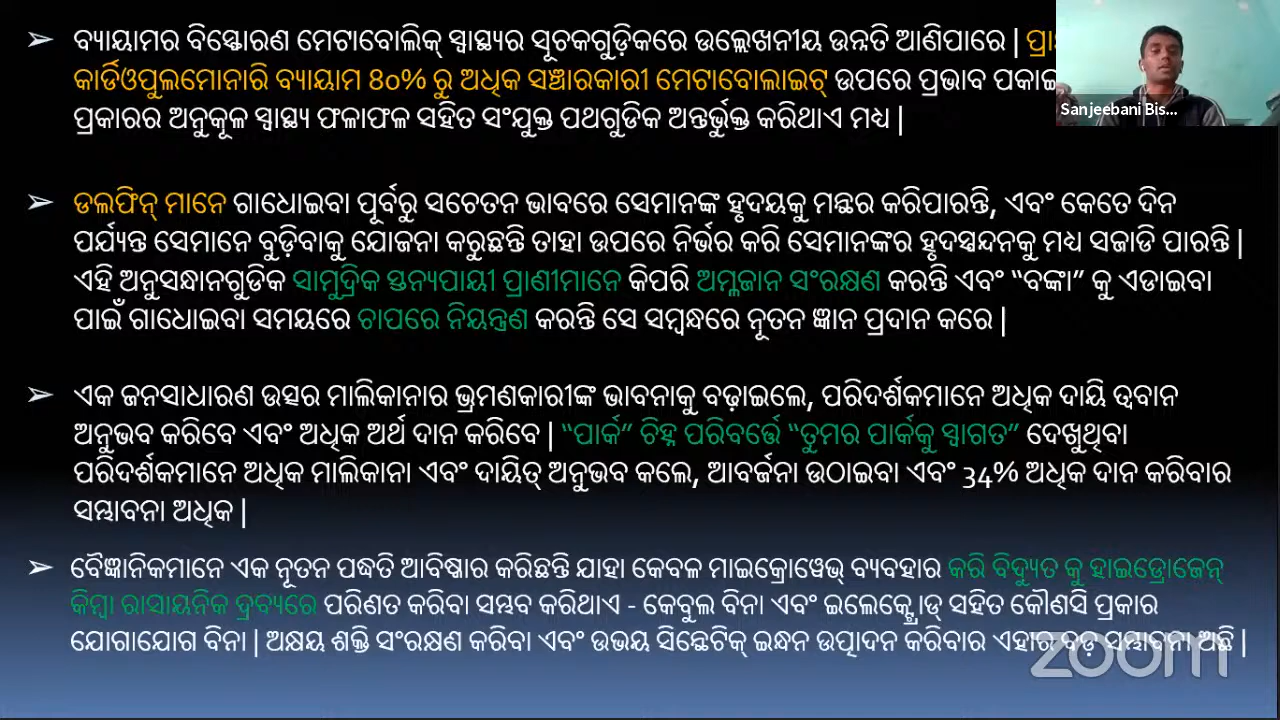 ➢ ବ୍ୟାୟାମର ବିସ୍ତୋରଣ ମେଟାବୋଲିକ୍ ସ୍ୱାସ୍ଥ୍ୟର ସୂଚକଗୁଡ଼ିକରେ ଉଲ୍ଲେଖନୀୟ ଉନ୍ନତି ଆଣିପାରେ |
କାର୍ଡିଓପୁଲମୋନାରି ବ୍ୟାୟାମ 80% ରୁ ଅଧିକ ସଞ୍ଚାରକାରୀ ମେଟାବୋଲାଇଟ୍ ଉପରେ ପ୍ରଭାବ
ପ୍ରକାରର ଅନୁକୂଳ ସ୍ୱାସ୍ଥ୍ୟ ଫଳାଫଳ ସହିତ ସଂଯୁକ୍ତ ପଥଗୁଡିକ ଅନ୍ତର୍ଭୁକ୍ତ କରିଥାଏ ମଧ୍ୟ |
Sanjeebani Bis...
➢ ଡଲଫିନ୍ ମାନେ ଗାଧୋଇବା ପୂର୍ବରୁ ସଚେତନ ଭାବରେ ସେମାନଙ୍କ ହୃଦୟକୁ ମନ୍ଥର କରିପାରନ୍ତି, ଏବଂ କେତେ ଦିନ
ପର୍ଯ୍ୟନ୍ତ ସେମାନେ ବୁଡ଼ିବାକୁ ଯୋଜନା କରୁଛନ୍ତି ତାହା ଉପରେ ନିର୍ଭର କରି ସେମାନଙ୍କର ହୃଦସ୍ପନ୍ଦନକୁ ମଧ୍ୟ ସଜାଡି ପାରନ୍ତି |
ଏହି ଅନୁସନ୍ଧାନଗୁଡିକ ସାମୁଦ୍ରିକ ସ୍ତନ୍ୟପାୟୀ ପ୍ରାଣୀମାନେ କିପରି ଅମ୍ଳଜାନ ସଂରକ୍ଷଣ କରନ୍ତି ଏବଂ “ବଙ୍କା” କୁ ଏଡାଇବା
ପାଇଁ ଗାଧୋଇବା ସମୟରେ ଚାପରେ ନିୟନ୍ତ୍ରଣ କରନ୍ତି ସେ ସମ୍ବନ୍ଧରେ ନୂତନ ଜ୍ଞାନ ପ୍ରଦାନ କରେ |
➢ ଏକ ଜନସାଧାରଣ ଉତ୍ସର ମାଲିକାନାର ଭ୍ରମଣକାରୀଙ୍କ ଭାବନାକୁ ବଢ଼ାଇଲେ, ପରିଦର୍ଶକମାନେ ଅଧିକ ଦାୟି ତ୍ୱବାନ
ଅନୁଭବ କରିବେ ଏବଂ ଅଧିକ ଅର୍ଥ ଦାନ କରିବେ | “ପାର୍କ” ଚିହ୍ନ ପରିବର୍ତ୍ତେ “ତୁମର ପାର୍କକୁ ସ୍ୱାଗତ” ଦେଖୁଥିବା
ପରିଦର୍ଶକମାନେ ଅଧିକ ମାଲିକାନା ଏବଂ ଦାୟିତ୍ ଅନୁଭବ କଲେ, ଆବର୍ଜନା ଉଠାଇବା ଏବଂ 34% ଅଧିକ ଦାନ କରିବାର
ସମ୍ଭାବନା ଅଧିକ |
➢ ବୈଜ୍ଞାନିକମାନେ ଏକ ନୂତନ ପଦ୍ଧତି ଆବିଷ୍କାର କରିଛନ୍ତି ଯାହା କେବଳ ମାଇକ୍ରୋୱେଭ୍ ବ୍ୟବହାର କରି ବିଦ୍ୟୁତ କୁ ହାଇଡ୍ରୋଜେନ୍
କିମ୍ବା ରାସାୟନିକ ଦ୍ରବ୍ୟରେ ପରିଣତ କରିବା ସମ୍ଭବ କରିଥାଏ - କେବୁଲ ବିନା ଏବଂ ଇଲେକ୍ଟ୍ରୋଡ୍ ସହିତ କୌଣସି ପ୍ରକାର
ଯୋଗାଯୋଗ ବିନା | ଅକ୍ଷୟ ଶକ୍ତି ସଂରକ୍ଷଣ କରିବା ଏବଂ ଉଭୟ ସିନ୍ଥେଟିକ୍ ଇନ୍ଧନ ଉତ୍ପାଦନ କରିବାର ଏହାର ବଡ଼ ସମ୍ଭାବନା ଅଛି |
zoom